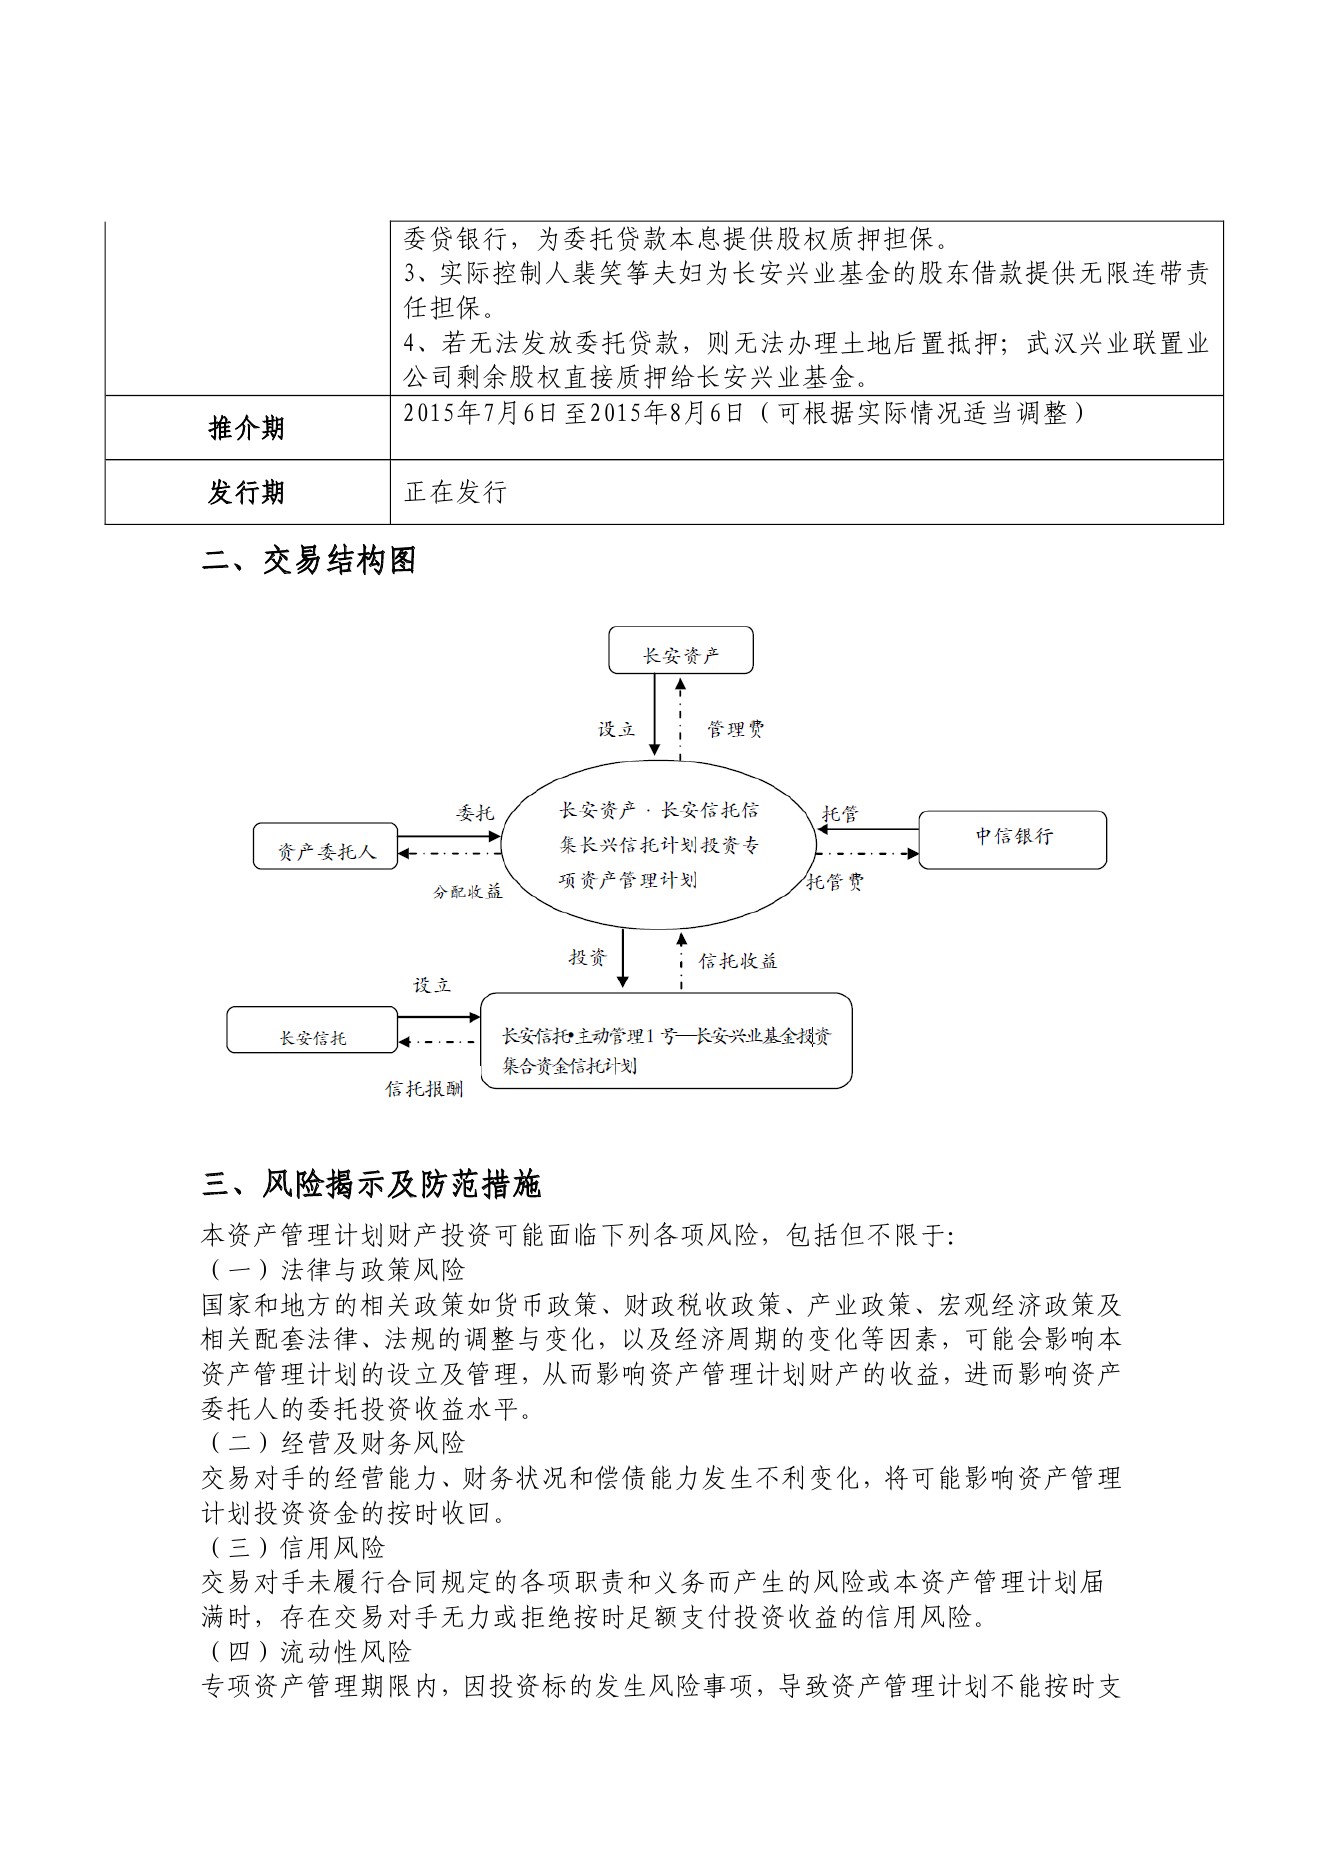 委贷银行，为委托贷款本息提供股权质押担保。
3、实际控制人裴笑筝夫妇为长安兴业基金的股东借款提供无限连带责
任担保。
4、若无法发放委托贷款，则无法办理土地后置抵押；武汉兴业联置业
公司剩余股权直接质押给长安兴业基金。
推介期
2015年7月6日至2015年8月6日（可根据实际情况适当调整）
发行期
正在发行
二、交易结构图
长安资产
设立
管理费
长安资产·长安信托信
集长兴信托计划投资专
项资产管理计划
委托
资产委托人
分配收益
托管
中信银行
托管费
投资
信托收益
设立
长安信托
长安信托•主动管理1号—长安兴业基金投资
集合资金信托计划
信托报酬
三、风险揭示及防范措施
本资产管理计划财产投资可能面临下列各项风险，包括但不限于：
（一）法律与政策风险
国家和地方的相关政策如货币政策、财政税收政策、产业政策、宏观经济政策及
相关配套法律、法规的调整与变化，以及经济周期的变化等因素，可能会影响本
资产管理计划的设立及管理，从而影响资产管理计划财产的收益，进而影响资产
委托人的委托投资收益水平。
（二）经营及财务风险
交易对手的经营能力、财务状况和偿债能力发生不利变化，将可能影响资产管理
计划投资资金的按时收回。
（三）信用风险
交易对手未履行合同规定的各项职责和义务而产生的风险或本资产管理计划届
满时，存在交易对手无力或拒绝按时足额支付投资收益的信用风险。
（四）流动性风险
专项资产管理期限内，因投资标的发生风险事项，导致资产管理计划不能按时支